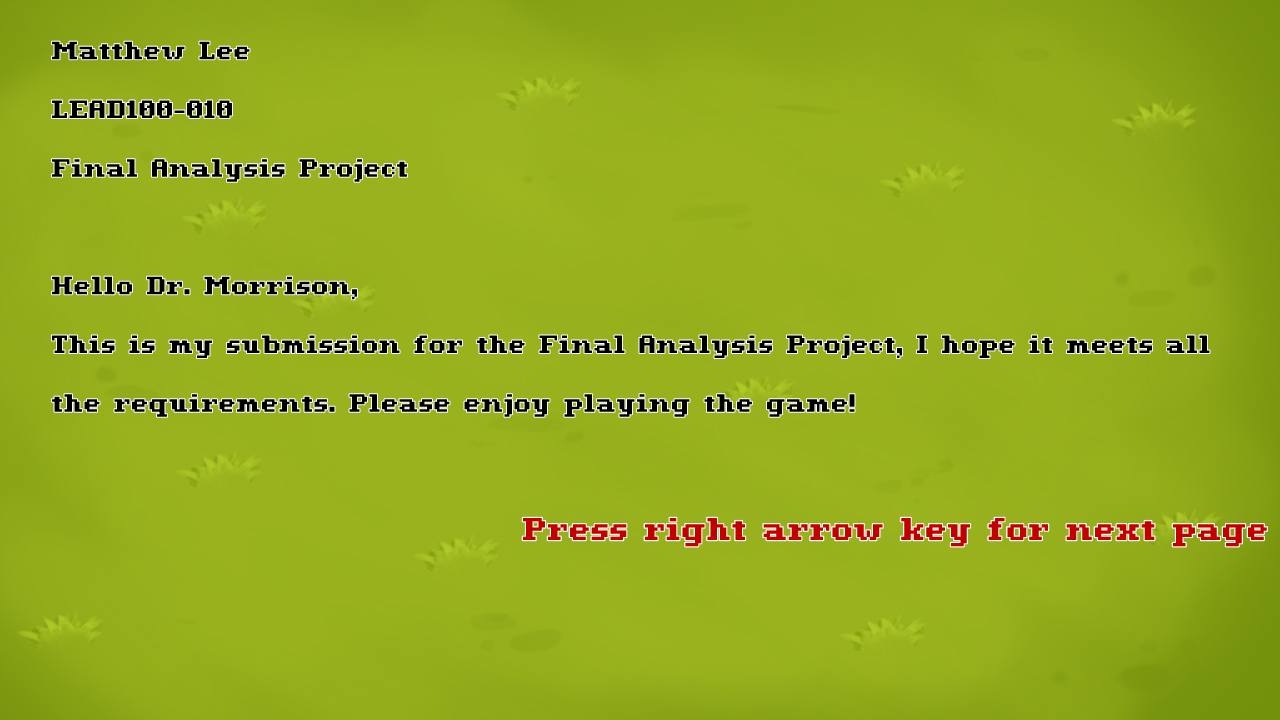 Matthew Lee
LEAD100-010
Final Analysis Project
Hello Dr. Morrison,
This is my submission for the Final Analysis Project, I hope it meets all
the requirements. Please enjoy playing the game!
Press right arrow key for next page